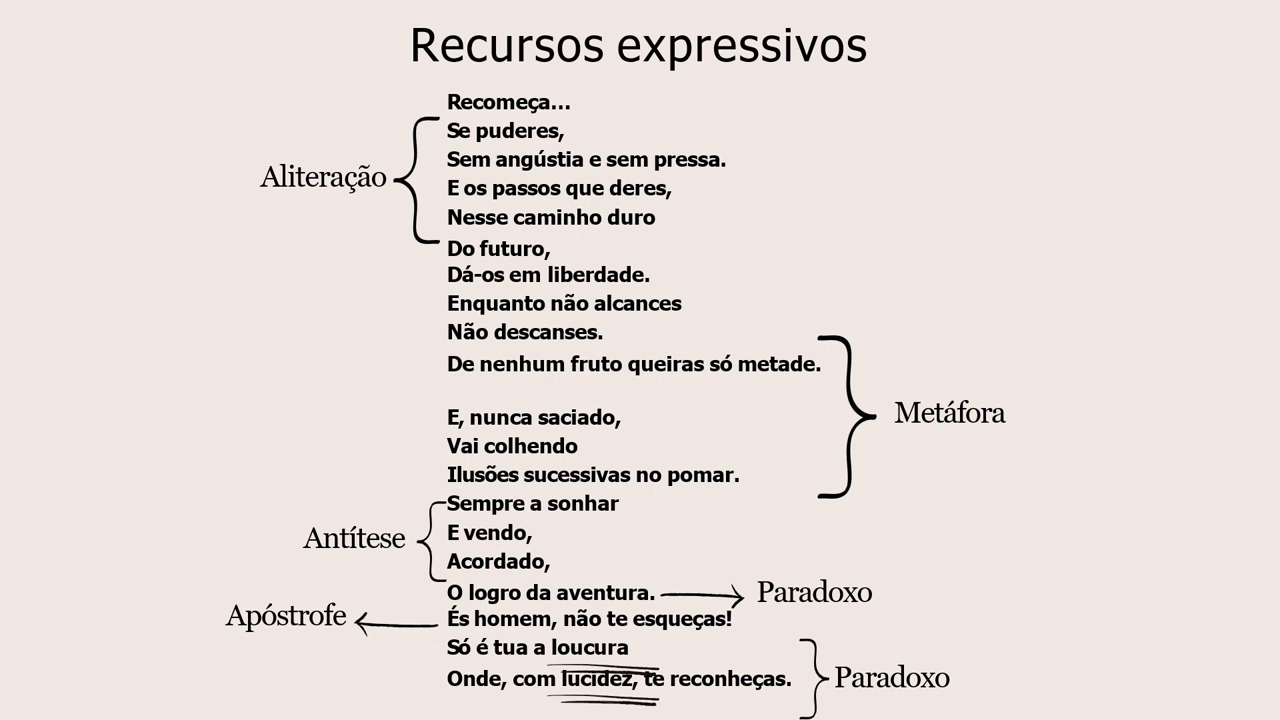 Recursos expressivos
Recomeça...
Se puderes,
Sem angústia e sem pressa.
Aliteração
E os passos que deres,
Nesse caminho duro
Do futuro,
Dá-os em liberdade.
Enquanto não alcances
Não descanses.
De nenhum fruto queiras só metade.
Metáfora
E, nunca saciado,
Vai colhendo
Ilusões sucessivas no pomar.
Sempre a sonhar
E vendo,
Antítese
Acordado,
O logro da aventura.
Paradoxo
Apóstrofe
És homem, não te esqueças!
Só é tua a loucura
Onde, com lucidez, te reconheças.
Paradoxo